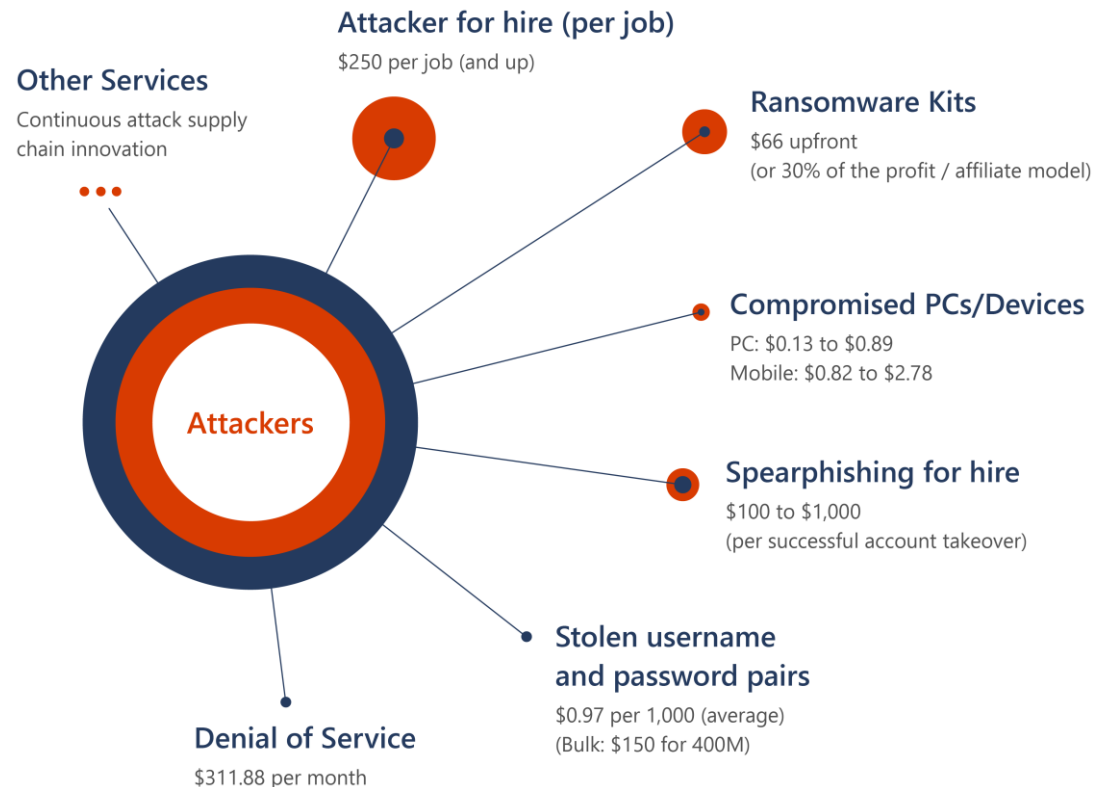 Attacker for hire (per job)
$250 per job (and up)
Other Services
Continuous attack supply
chain innovation
Ransomware Kits
$66 upfront
(or 30% of the profit / affiliate model)
Compromised PCs/Devices
PC: $0.13 to $0.89
Mobile: $0.82 to $2.78
Attackers
Spearphishing for hire
$100 to $1,000
(per successful account takeover)
Stolen username
and password pairs
$0.97 per 1,000 (average)
(Bulk: $150 for 400M)
Denial of Service
$311.88 per month